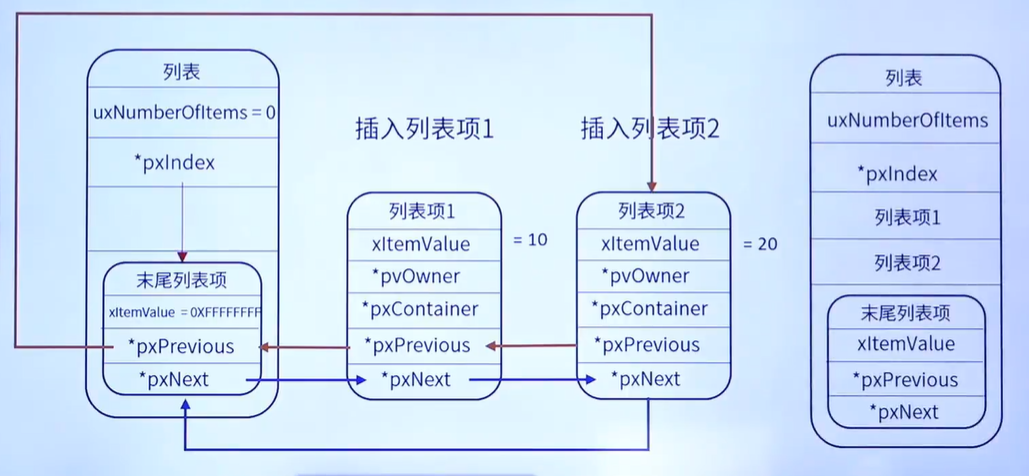 列表
uxNumberOfItems = 0
*pxIndex
末尾列表项
xItemValue = 0XFFFFFFFF
*pxPrevious
*pxNext
插入列表项1
列表项1
xItemValue
= 10
*pvOwner
*pxContainer
*pxPrevious
*pxNext
插入列表项2
列表项2
xItemValue
= 20
*pvOwner
*pxContainer
*pxPrevious
*pxNext
列表
uxNumberOfItems
*pxIndex
列表项1
列表项2
末尾列表项
xItemValue
*pxPrevious
*pxNext